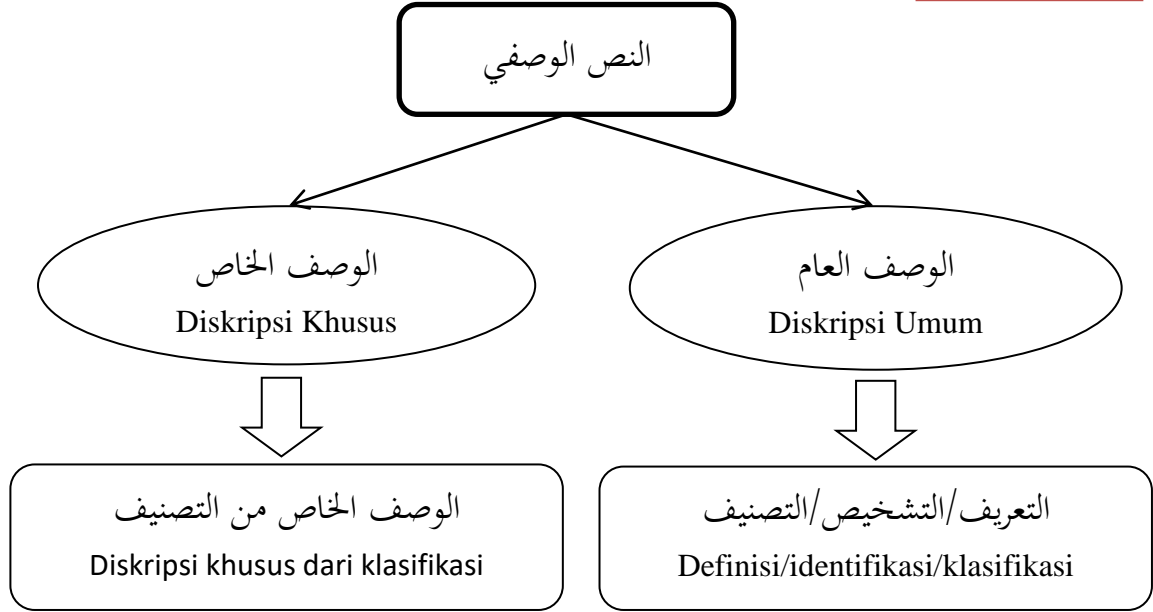 النص الوصفي
الوصف العام
Diskripsi Umum
الوصف الخاص
Diskripsi Khusus
التعريف/التشخيص/التصنيف
Definisi/identifikasi/klasifikasi
الوصف الخاص من التصنيف
Diskripsi khusus dari klasifikasi